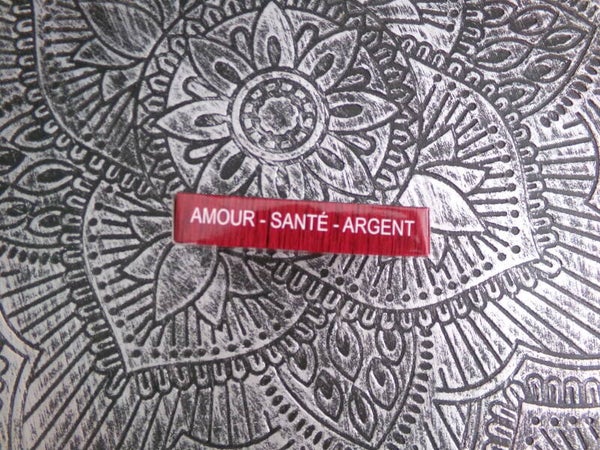 AMOUR - SANTÉ - ARGENT